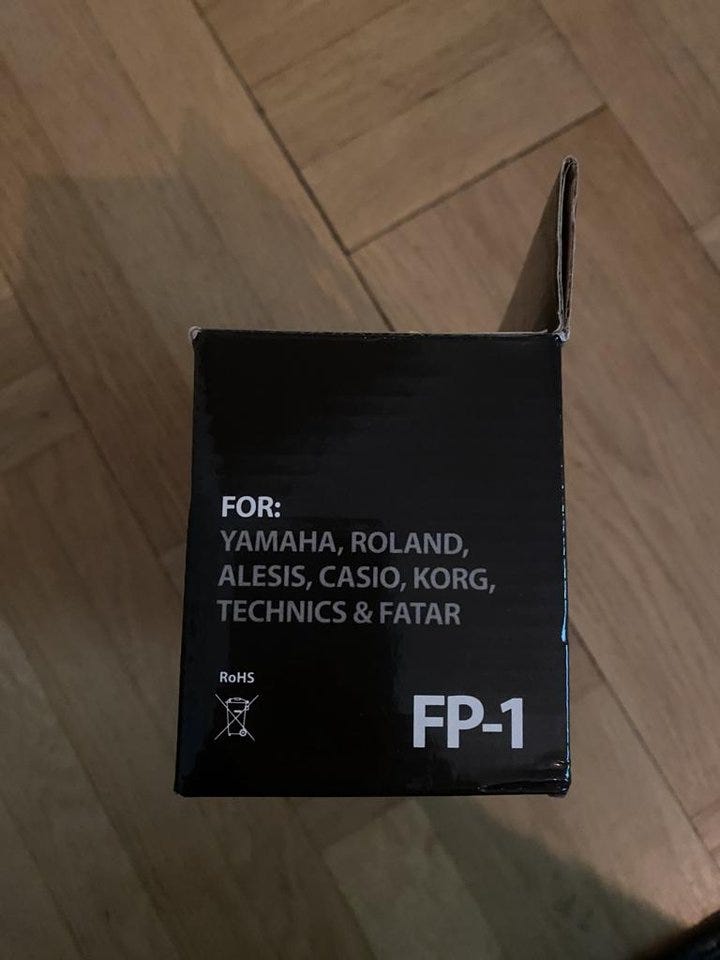 FOR:
YAMAHA, ROLAND,
ALESIS, CASIO, KORG,
TECHNICS & FATAR
RoHS
FP-1